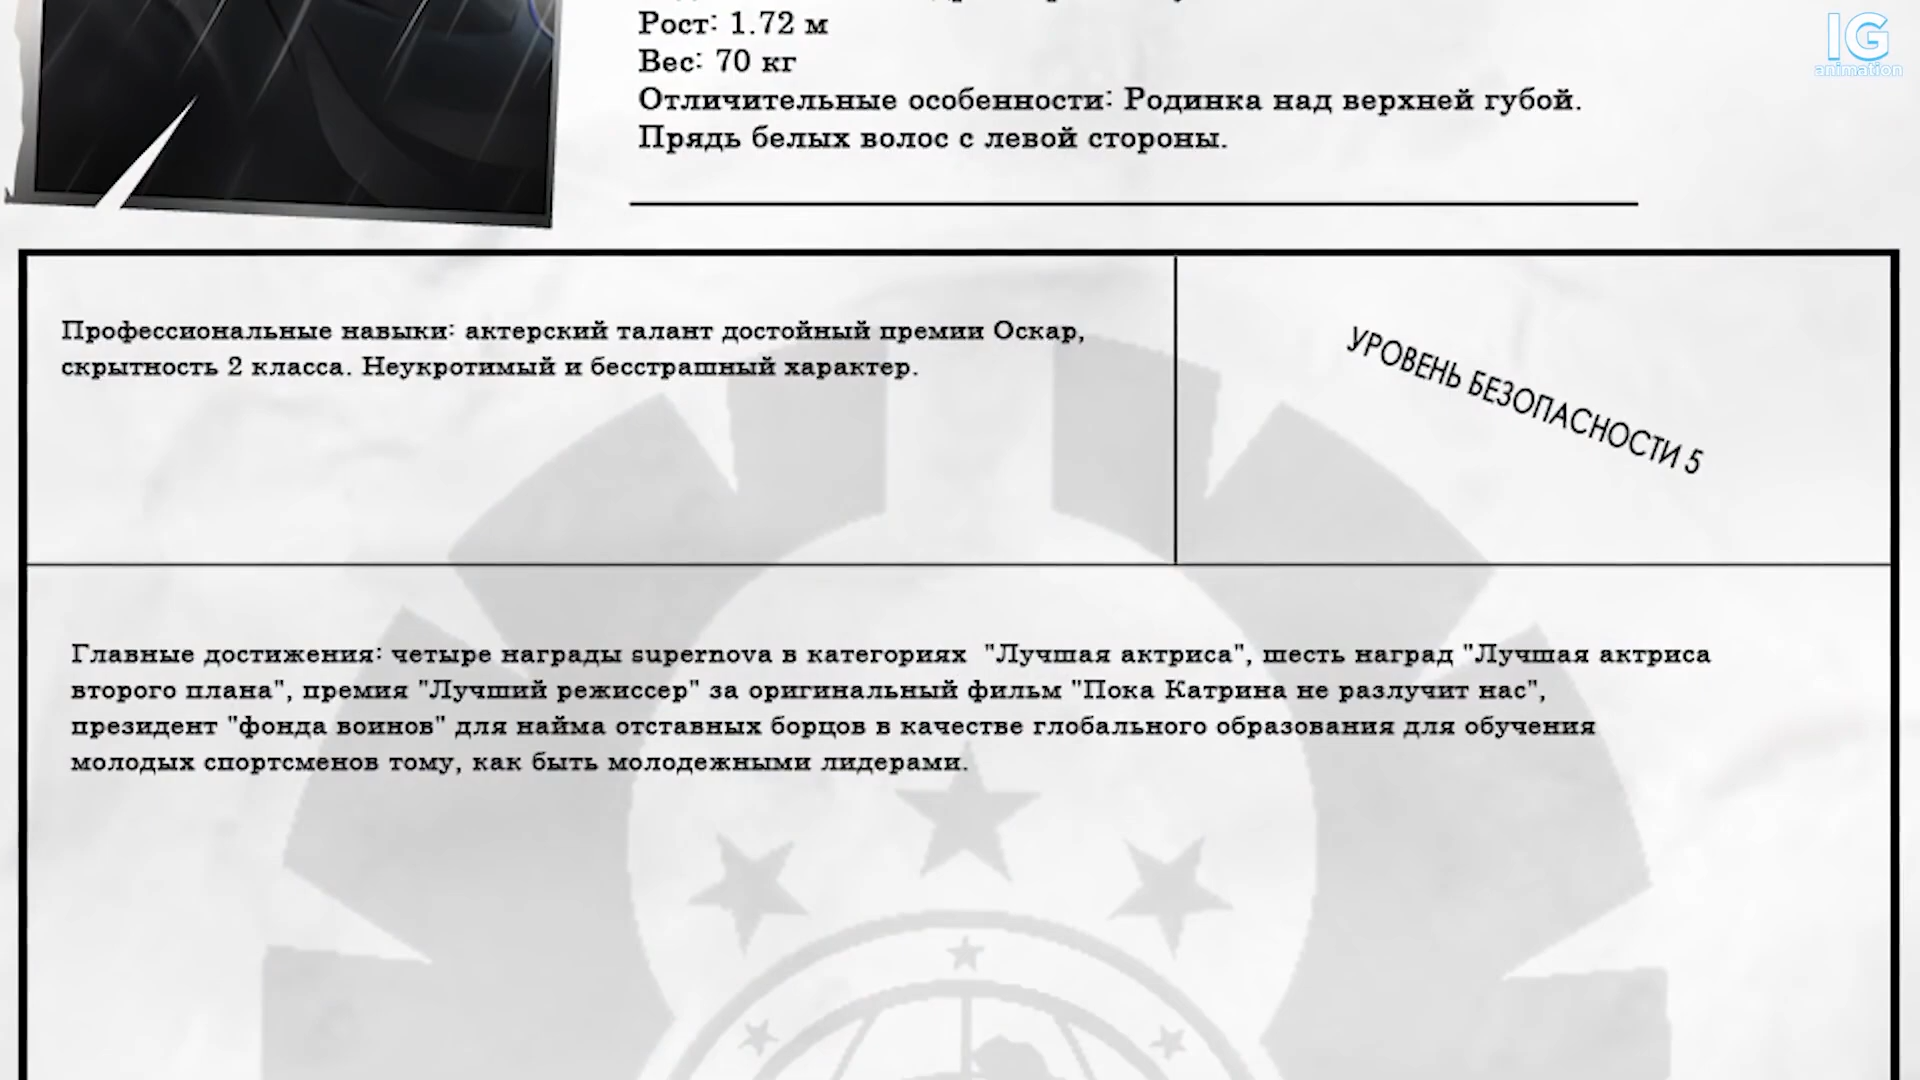 Рост: 1.72 м
IG
animation
Вес: 70 кг
Отличительные особенности: Родинка над верхней губой.
Прядь белых волос с левой стороны.
Профессиональные навыки: актерский талант достойный премии Оскар,
скрытность 2 класса. Неукротимый и бесстрашный характер.
УРОВЕНЬ БЕЗОПАСНОСТИ 5
Главные достижения: четыре награды supernova в категориях "Лучшая актриса", шесть наград "Лучшая актриса
второго плана", премия "Лучший режиссер" за оригинальный фильм "Пока Катрина не разлучит нас",
президент "фонда воинов" для найма отставных борцов в качестве глобального образования для обучения
молодых спортсменов тому, как быть молодежными лидерами.